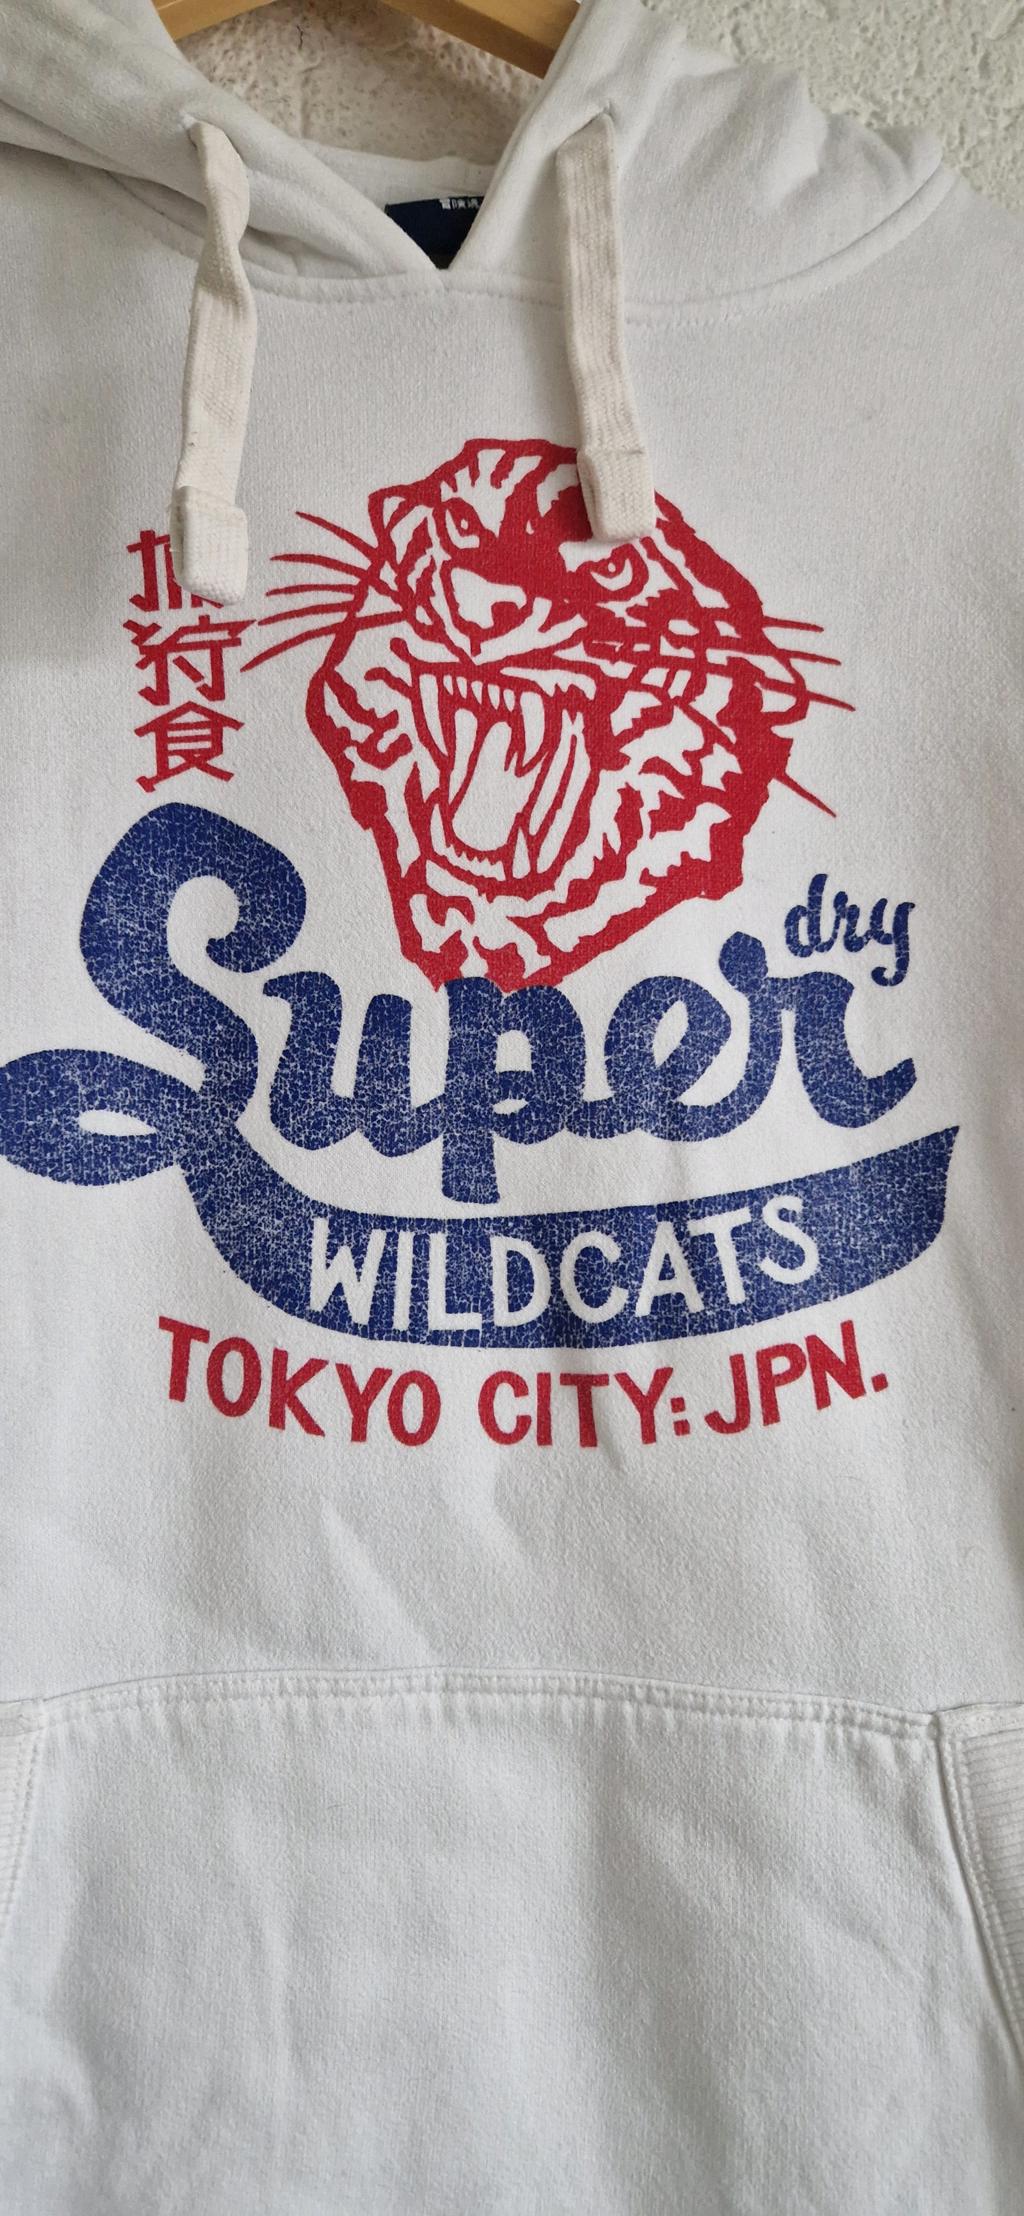 狩
食
dry
Super
WILDCATS
TOKYO CITY: JPN.